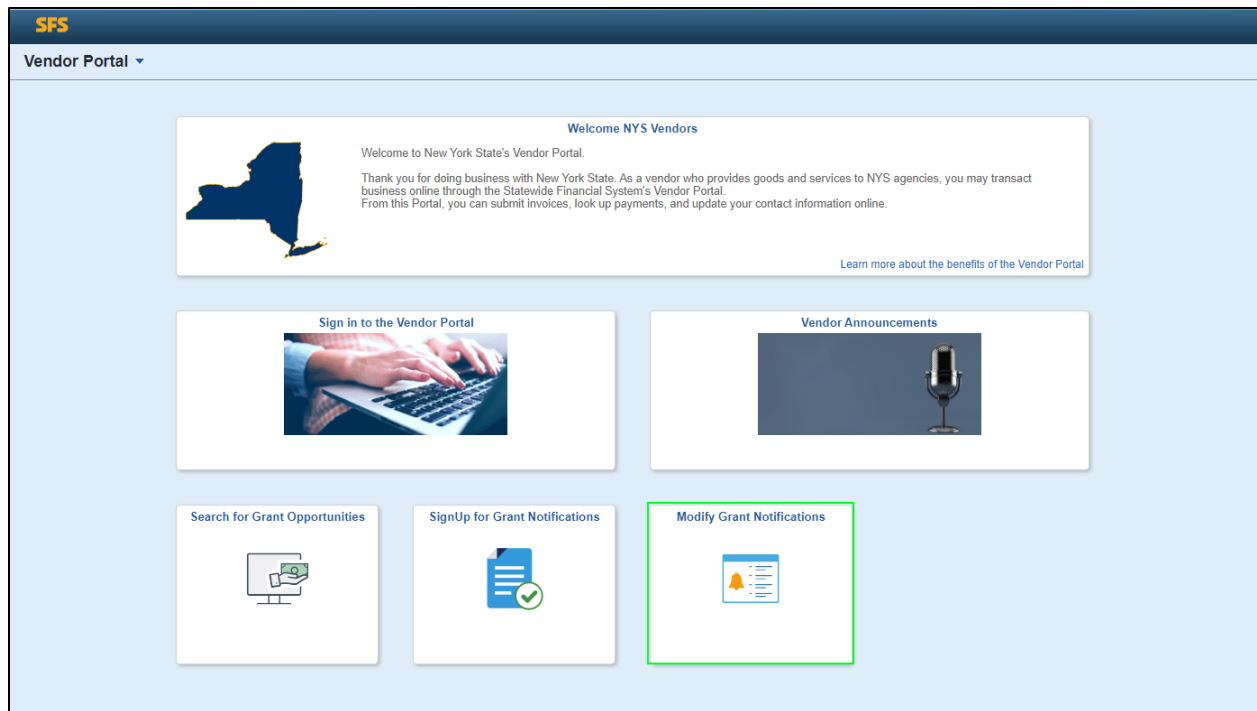 SFS
Vendor Portal
Welcome NYS Vendors
Welcome to New York State's Vendor Portal.
Thank you for doing business with New York State. As a vendor who provides goods and services to NYS agencies, you may transact
business online through the Statewide Financial System's Vendor Portal.
From this Portal, you can submit invoices, look up payments, and update your contact information online.
Learn more about the benefits of the Vendor Portal
Sign in to the Vendor Portal
Vendor Announcements
Search for Grant Opportunities
SignUp for Grant Notifications
Modify Grant Notifications